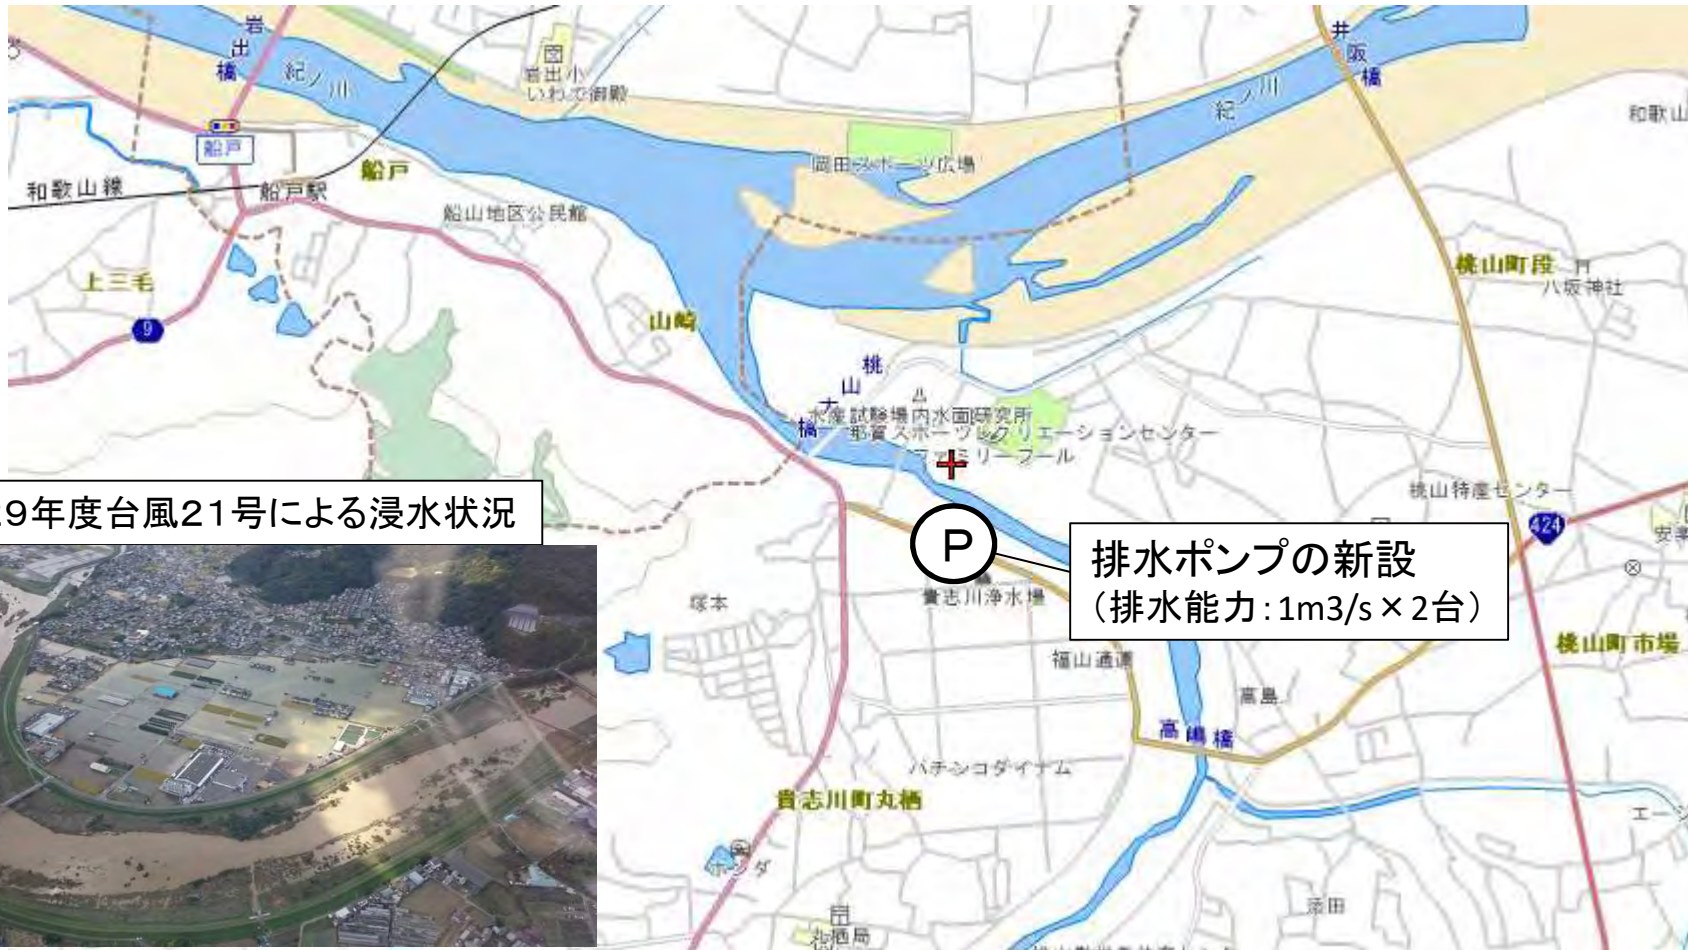 岩出橋
紀ノ川
岩出小
いわで御殿
井阪橋
紀ノ川
和歌山
船戸
船戸
和歌山線
船戸駅
岡田スポーツ広場
船山地区公民館
上三毛
9
山崎
桃山町段
八坂神社
桃山大橋
水産試験場内水面研究所
那賀スポーツレクリエーションセンター
ファミリープール
桃山特産センター
424
安楽
9年度台風21号による浸水状況
P
排水ポンプの新設
（排水能力：1m3/s×2台）
貴志川浄水場
塚本
福山通運
桃山町市場
高島
高嶋橋
パチンコダイナム
貴志川町丸栖
エー
ホンダ
丸栖局
添田